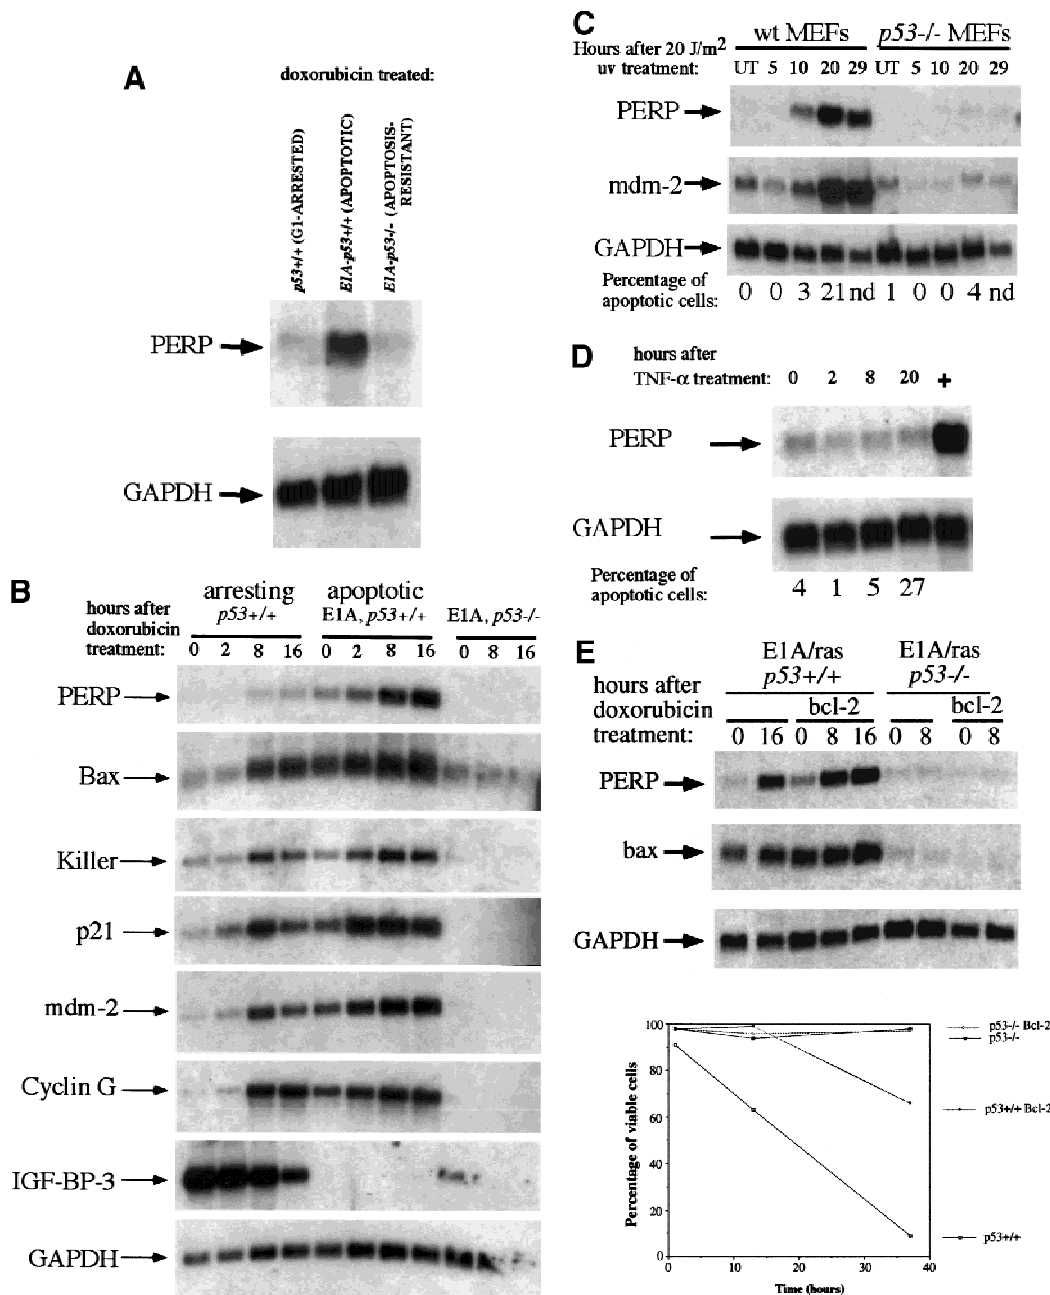 A
doxorubicin treated:
p53+/+ (G1-ARRESTED)
E1A-p53+/+ (APOPTOTIC)
E1A-p53-/- (APOPTOSIS-
RESISTANT)
PERP
GAPDH
B
arresting apoptotic
hours after p53+/+ E1A, p53+/+ E1A, p53-/-
doxorubicin
treatment: 0 2 8 16 0 2 8 16 0 8 16
PERP
Bax
Killer
p21
mdm-2
Cyclin G
IGF-BP-3
GAPDH
C
wt MEFs p53-/- MEFs
Hours after 20 J/m2
uv treatment: UT 5 10 20 29 UT 5 10 20 29
PERP
mdm-2
GAPDH
Percentage of
apoptotic cells: 0 0 3 21 nd 1 0 0 4 nd
D
hours after
TNF-α treatment: 0 2 8 20 +
PERP
GAPDH
Percentage of
apoptotic cells: 4 1 5 27
E
E1A/ras E1A/ras
p53+/+ p53-/-
hours after
doxorubicin bcl-2 bcl-2
treatment: 0 16 0 8 16 0 8 0 8
PERP
bax
GAPDH
Percentage of viable cells
100
80
60
40
20
0
0 10 20 30 40
Time (hours)
p53-/- Bcl-2
p53-/-
p53+/+ Bcl-2
p53+/+